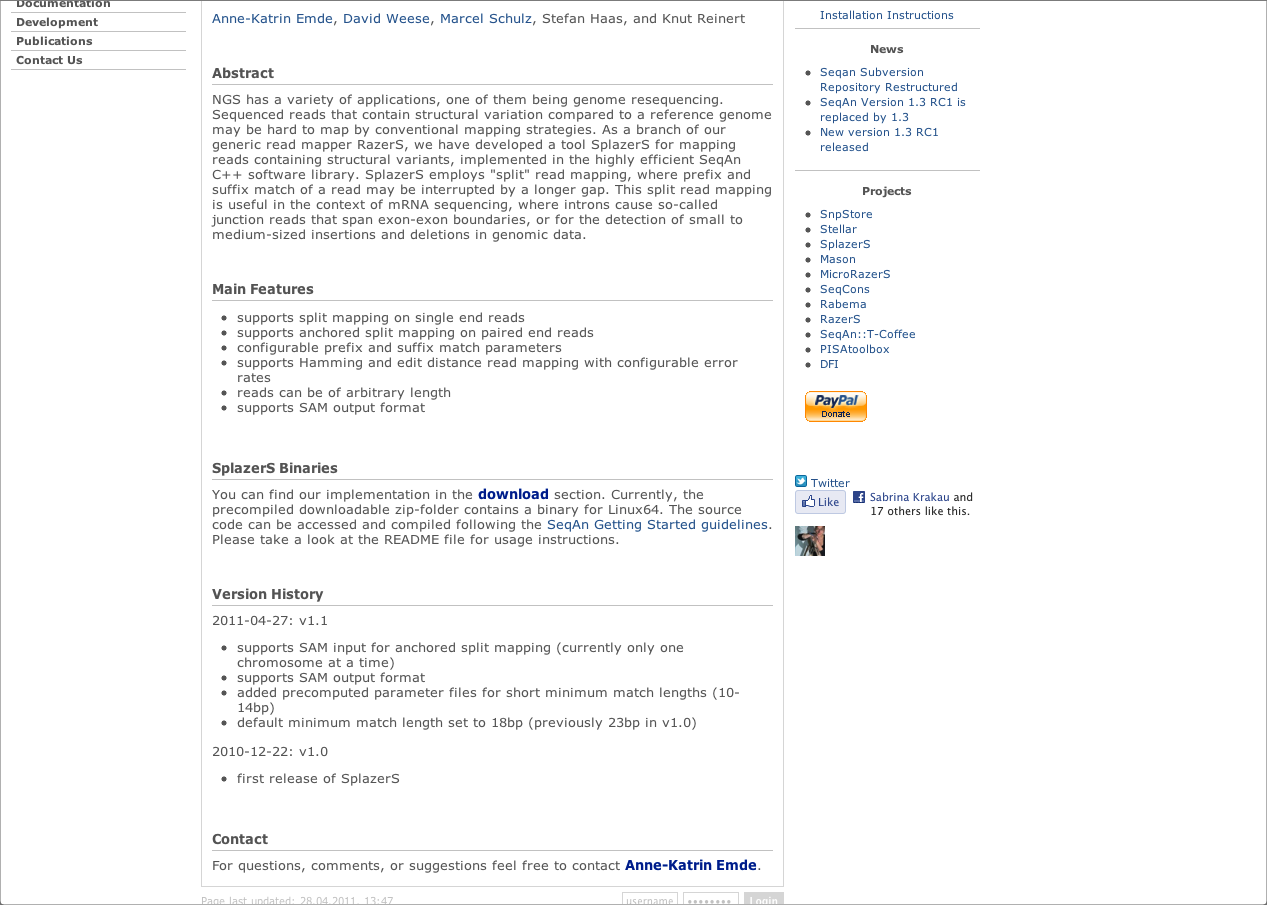 Documentation
Development
Publications
Contact Us
Anne-Katrin Emde, David Weese, Marcel Schulz, Stefan Haas, and Knut Reinert
Abstract
NGS has a variety of applications, one of them being genome resequencing.
Sequenced reads that contain structural variation compared to a reference genome
may be hard to map by conventional mapping strategies. As a branch of our
generic read mapper RazerS, we have developed a tool SplazerS for mapping
reads containing structural variants, implemented in the highly efficient SeqAn
C++ software library. SplazerS employs "split" read mapping, where prefix and
suffix match of a read may be interrupted by a longer gap. This split read mapping
is useful in the context of mRNA sequencing, where introns cause so-called
junction reads that span exon-exon boundaries, or for the detection of small to
medium-sized insertions and deletions in genomic data.
Main Features
• supports split mapping on single end reads
• supports anchored split mapping on paired end reads
• configurable prefix and suffix match parameters
• supports Hamming and edit distance read mapping with configurable error
rates
• reads can be of arbitrary length
• supports SAM output format
SplazerS Binaries
You can find our implementation in the download section. Currently, the
precompiled downloadable zip-folder contains a binary for Linux64. The source
code can be accessed and compiled following the SeqAn Getting Started guidelines.
Please take a look at the README file for usage instructions.
Version History
2011-04-27: v1.1
• supports SAM input for anchored split mapping (currently only one
chromosome at a time)
• supports SAM output format
• added precomputed parameter files for short minimum match lengths (10-
14bp)
• default minimum match length set to 18bp (previously 23bp in v1.0)
2010-12-22: v1.0
• first release of SplazerS
Contact
For questions, comments, or suggestions feel free to contact Anne-Katrin Emde.
Page last updated: 28.04.2011, 13:47
username
••••••••
Login
Installation Instructions
News
• Seqan Subversion
Repository Restructured
• SeqAn Version 1.3 RC1 is
replaced by 1.3
• New version 1.3 RC1
released
Projects
• SnpStore
• Stellar
• SplazerS
• Mason
• MicroRazerS
• SeqCons
• Rabema
• RazerS
• SeqAn::T-Coffee
• PISAtoolbox
• DFI
PayPal
Donate
Twitter
Like
Sabrina Krakau and
17 others like this.